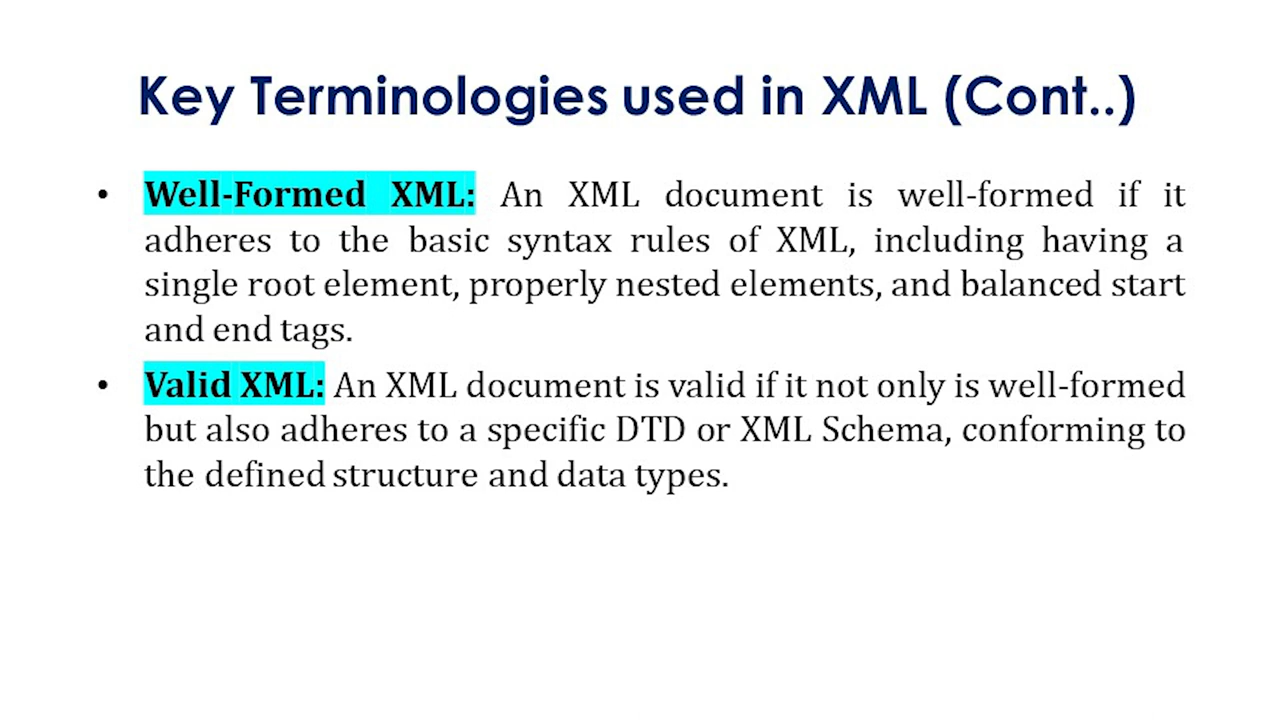 Key Terminologies used in XML (Cont..)
• Well-Formed XML: An XML document is well-formed if it
adheres to the basic syntax rules of XML, including having a
single root element, properly nested elements, and balanced start
and end tags.
• Valid XML: An XML document is valid if it not only is well-formed
but also adheres to a specific DTD or XML Schema, conforming to
the defined structure and data types.